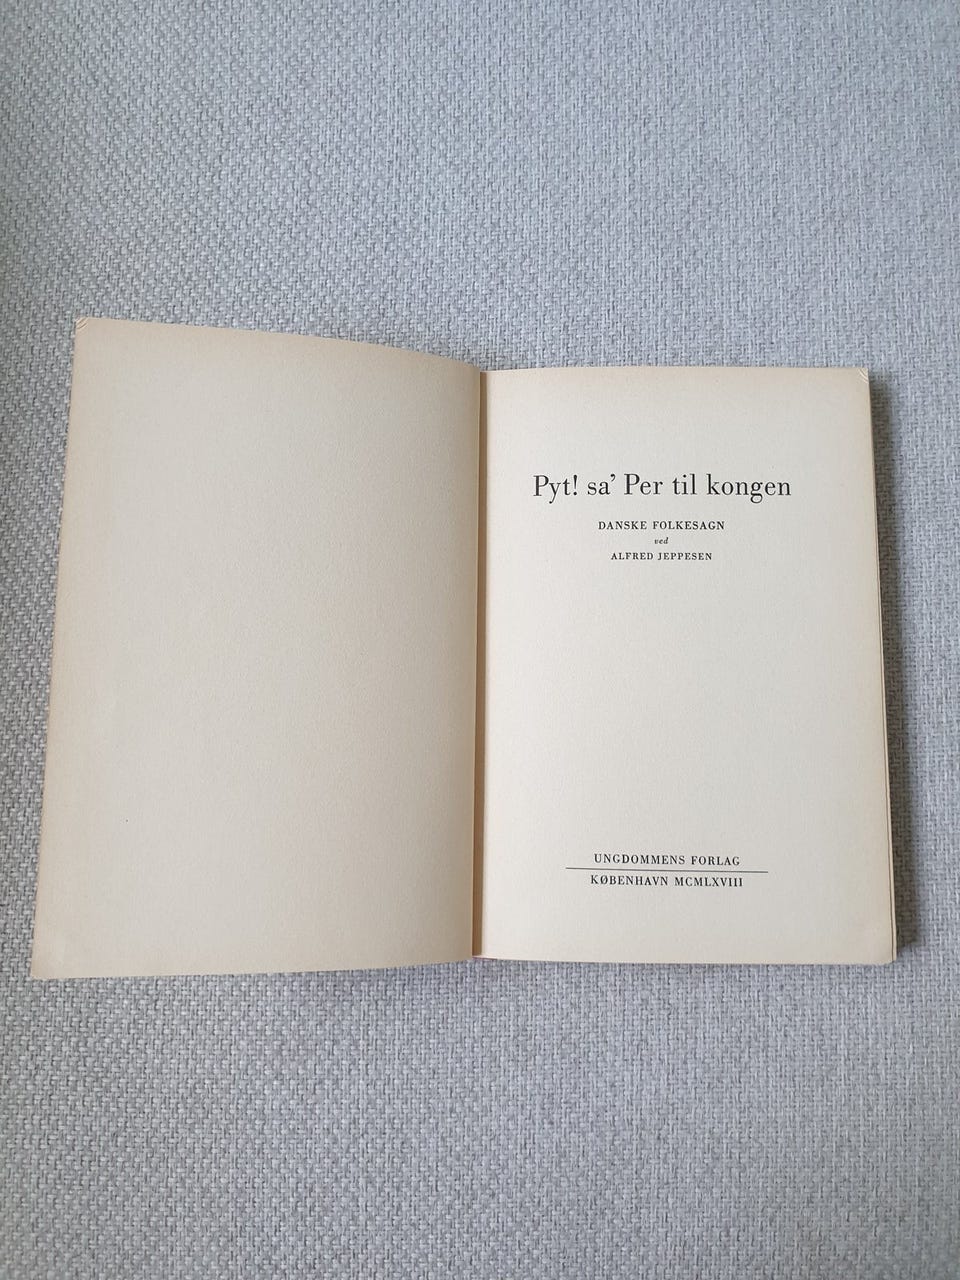 Pyt! sa’ Per til kongen
DANSKE FOLKESAGN
ved
ALFRED JEPPESEN
UNGDOMMENS FORLAG
KØBENHAVN MCMLXVIII